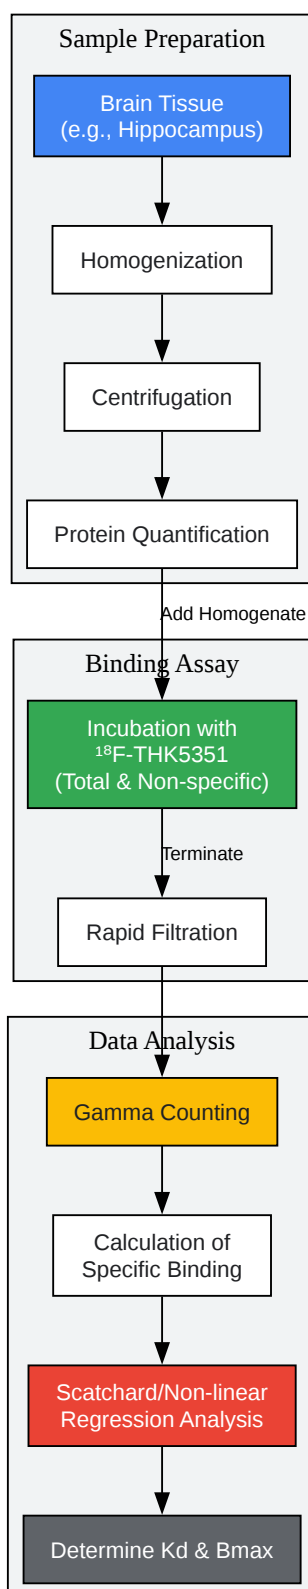 Sample Preparation
Brain Tissue
(e.g., Hippocampus)
Homogenization
Centrifugation
Protein Quantification
Add Homogenate
Binding Assay
Incubation with
¹⁸F-THK5351
(Total & Non-specific)
Terminate
Rapid Filtration
Data Analysis
Gamma Counting
Calculation of
Specific Binding
Scatchard/Non-linear
Regression Analysis
Determine Kd & Bmax